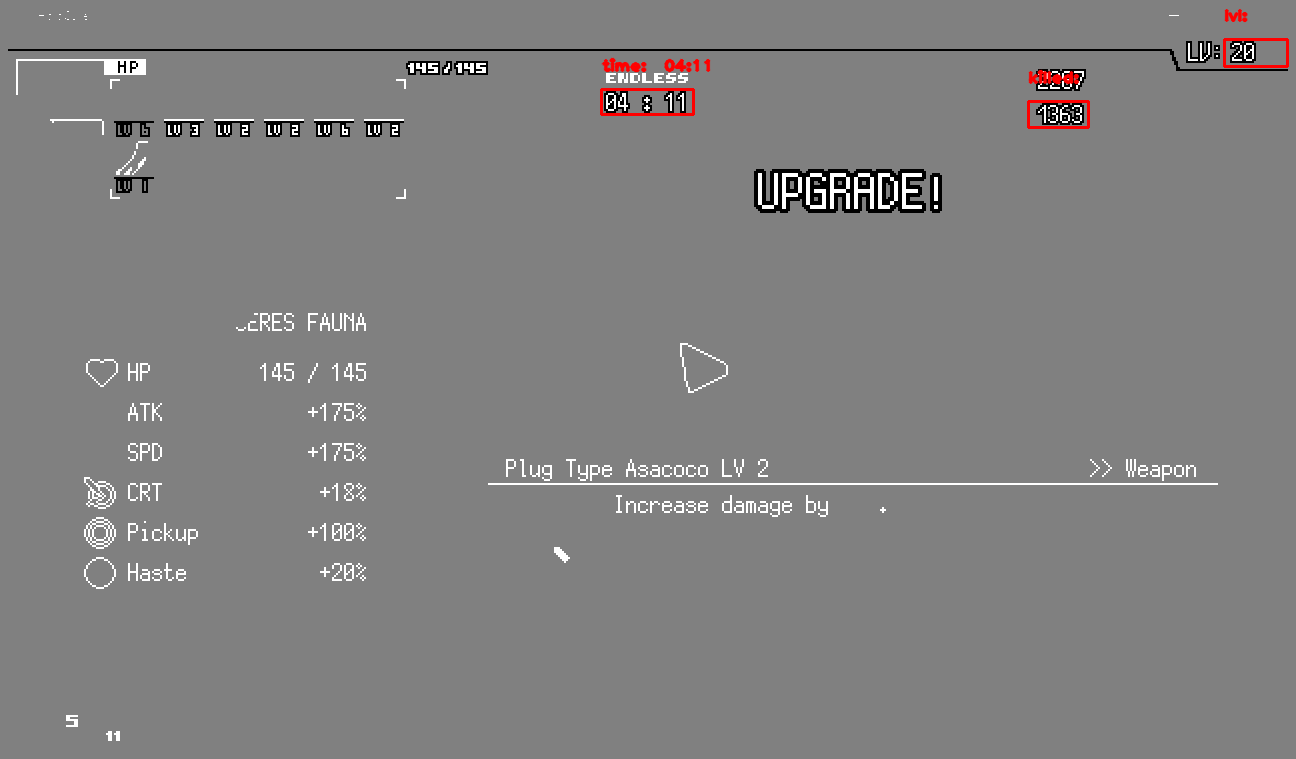 lvl:
LV: 20
HP
145/145
time: 04:11
ENDLESS
04 : 11
killed:
1363
LV 3 LV 2 LV 2 LV 6 LV 2
LV 1
UPGRADE!
ERES FAUNA
HP 145 / 145
ATK +175%
SPD +175%
CRT +18%
Pickup +100%
Haste +20%
Plug Type Asacoco LV 2 >> Weapon
Increase damage by .
5
11